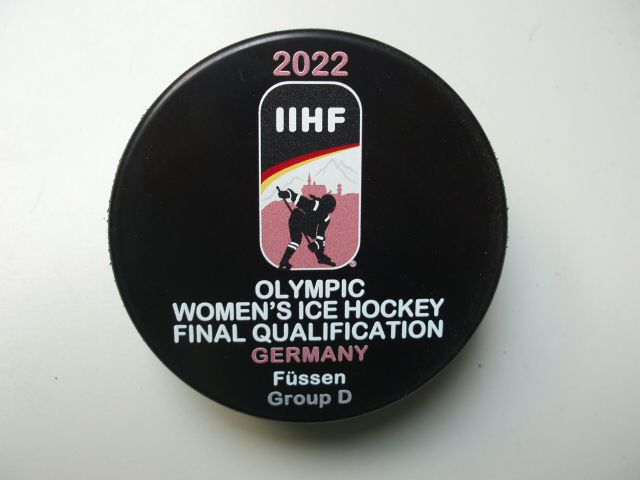 2022
IIHF
OLYMPIC
WOMEN'S ICE HOCKEY
FINAL QUALIFICATION
GERMANY
Füssen
Group D